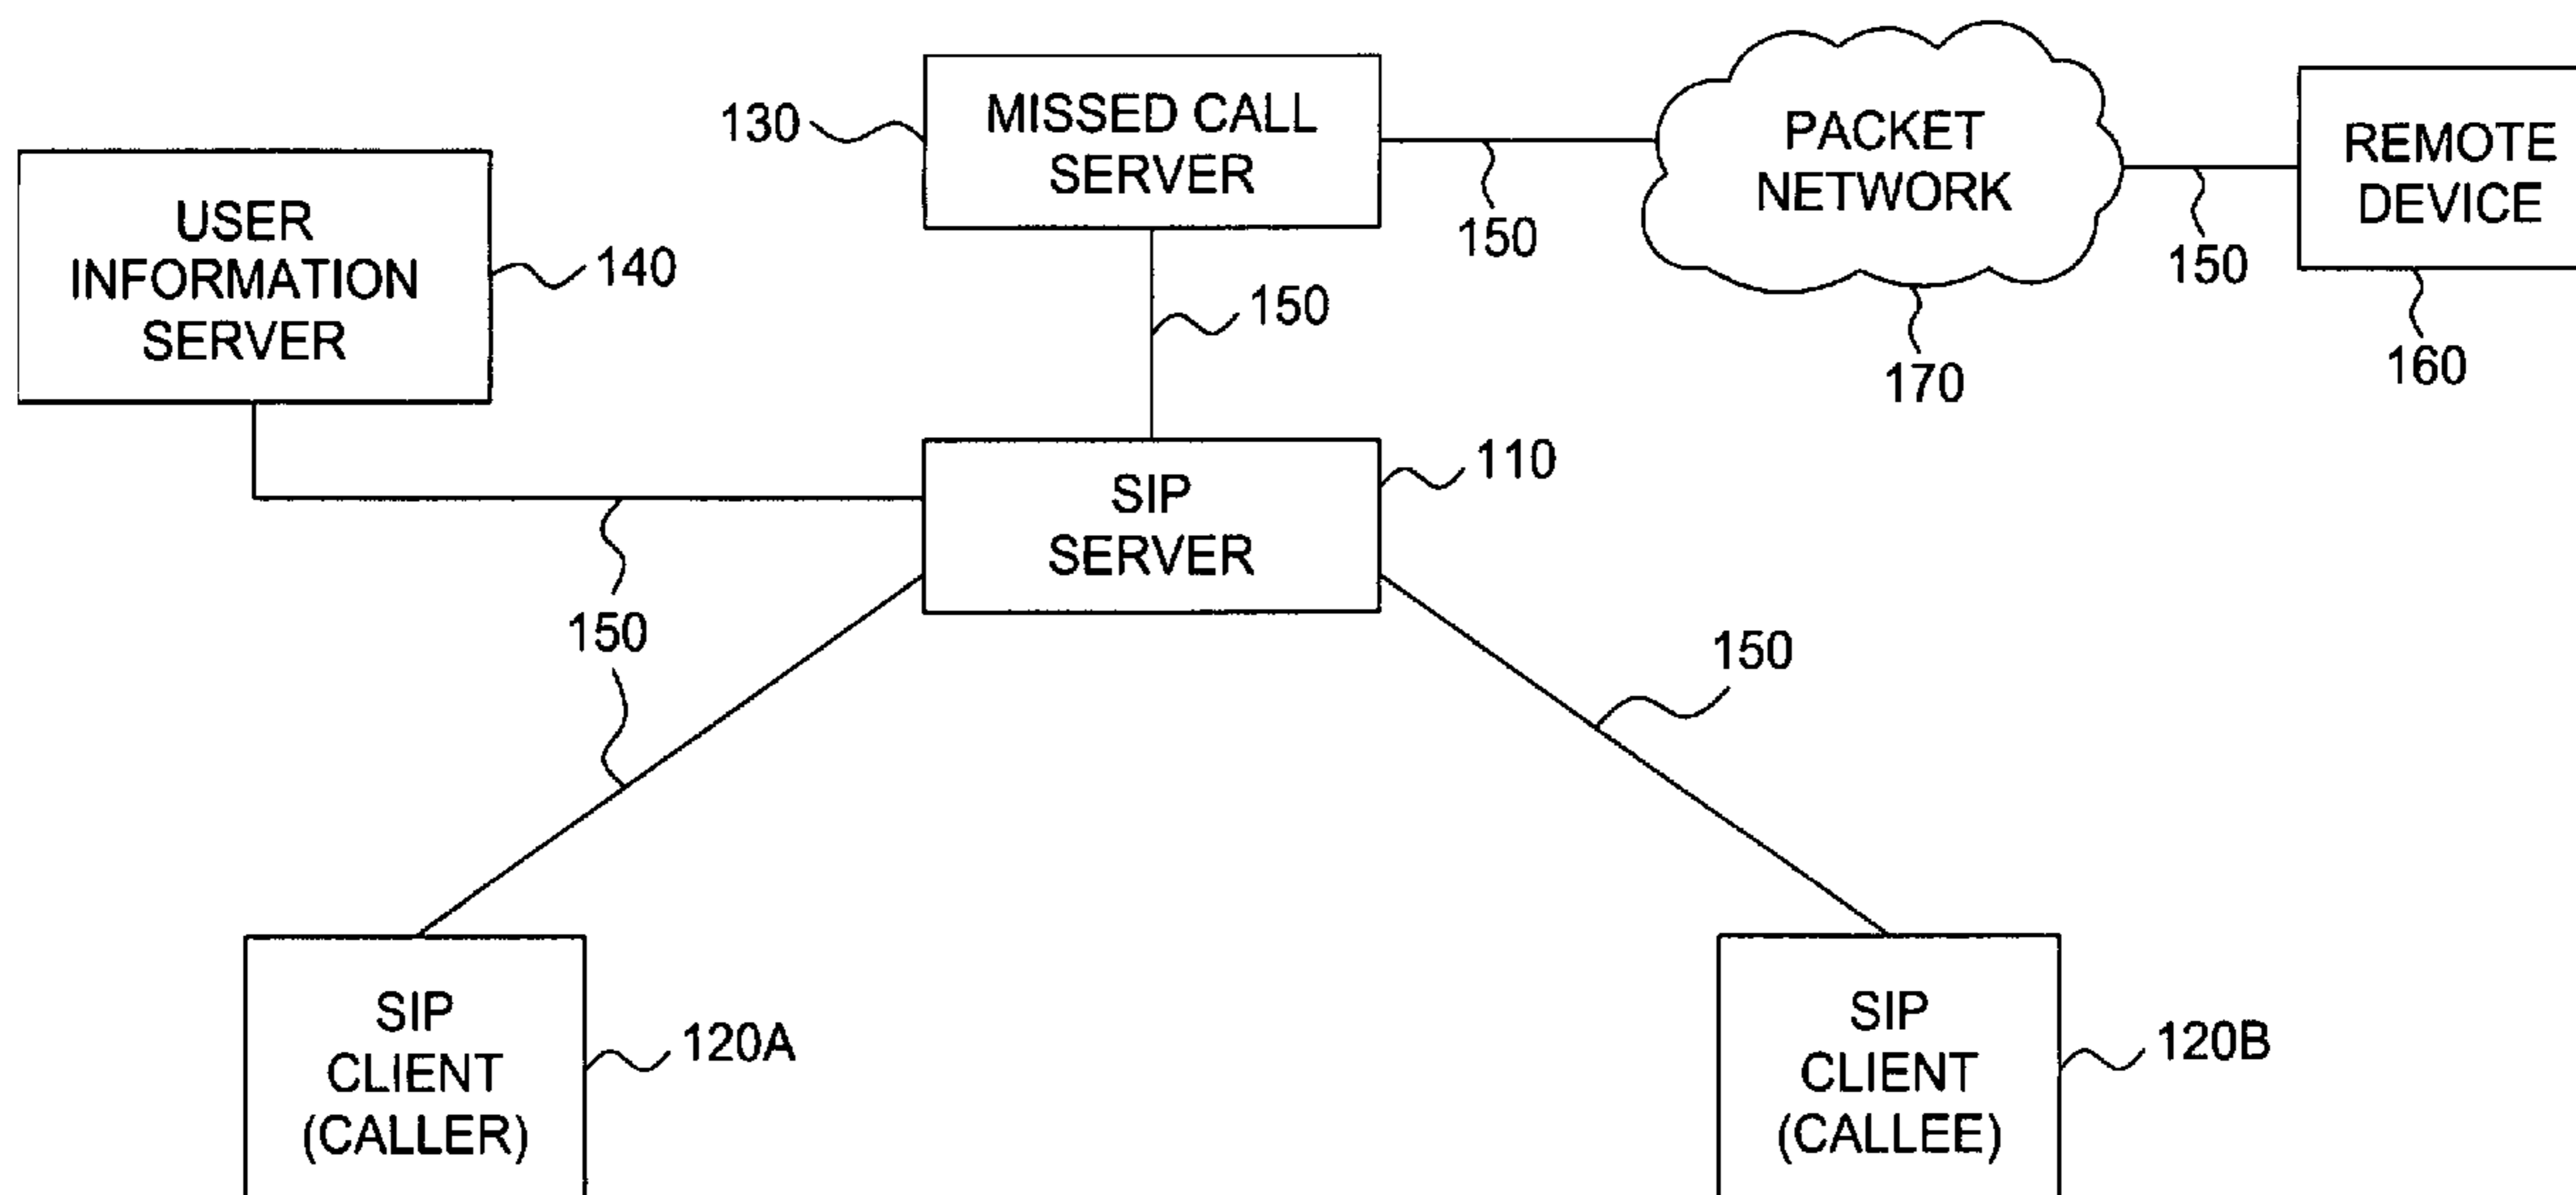 130
MISSED CALL
SERVER
150
PACKET
NETWORK
170
150
REMOTE
DEVICE
160
USER
INFORMATION
SERVER
140
150
SIP
SERVER
110
150
150
SIP
CLIENT
(CALLER)
120A
SIP
CLIENT
(CALLEE)
120B